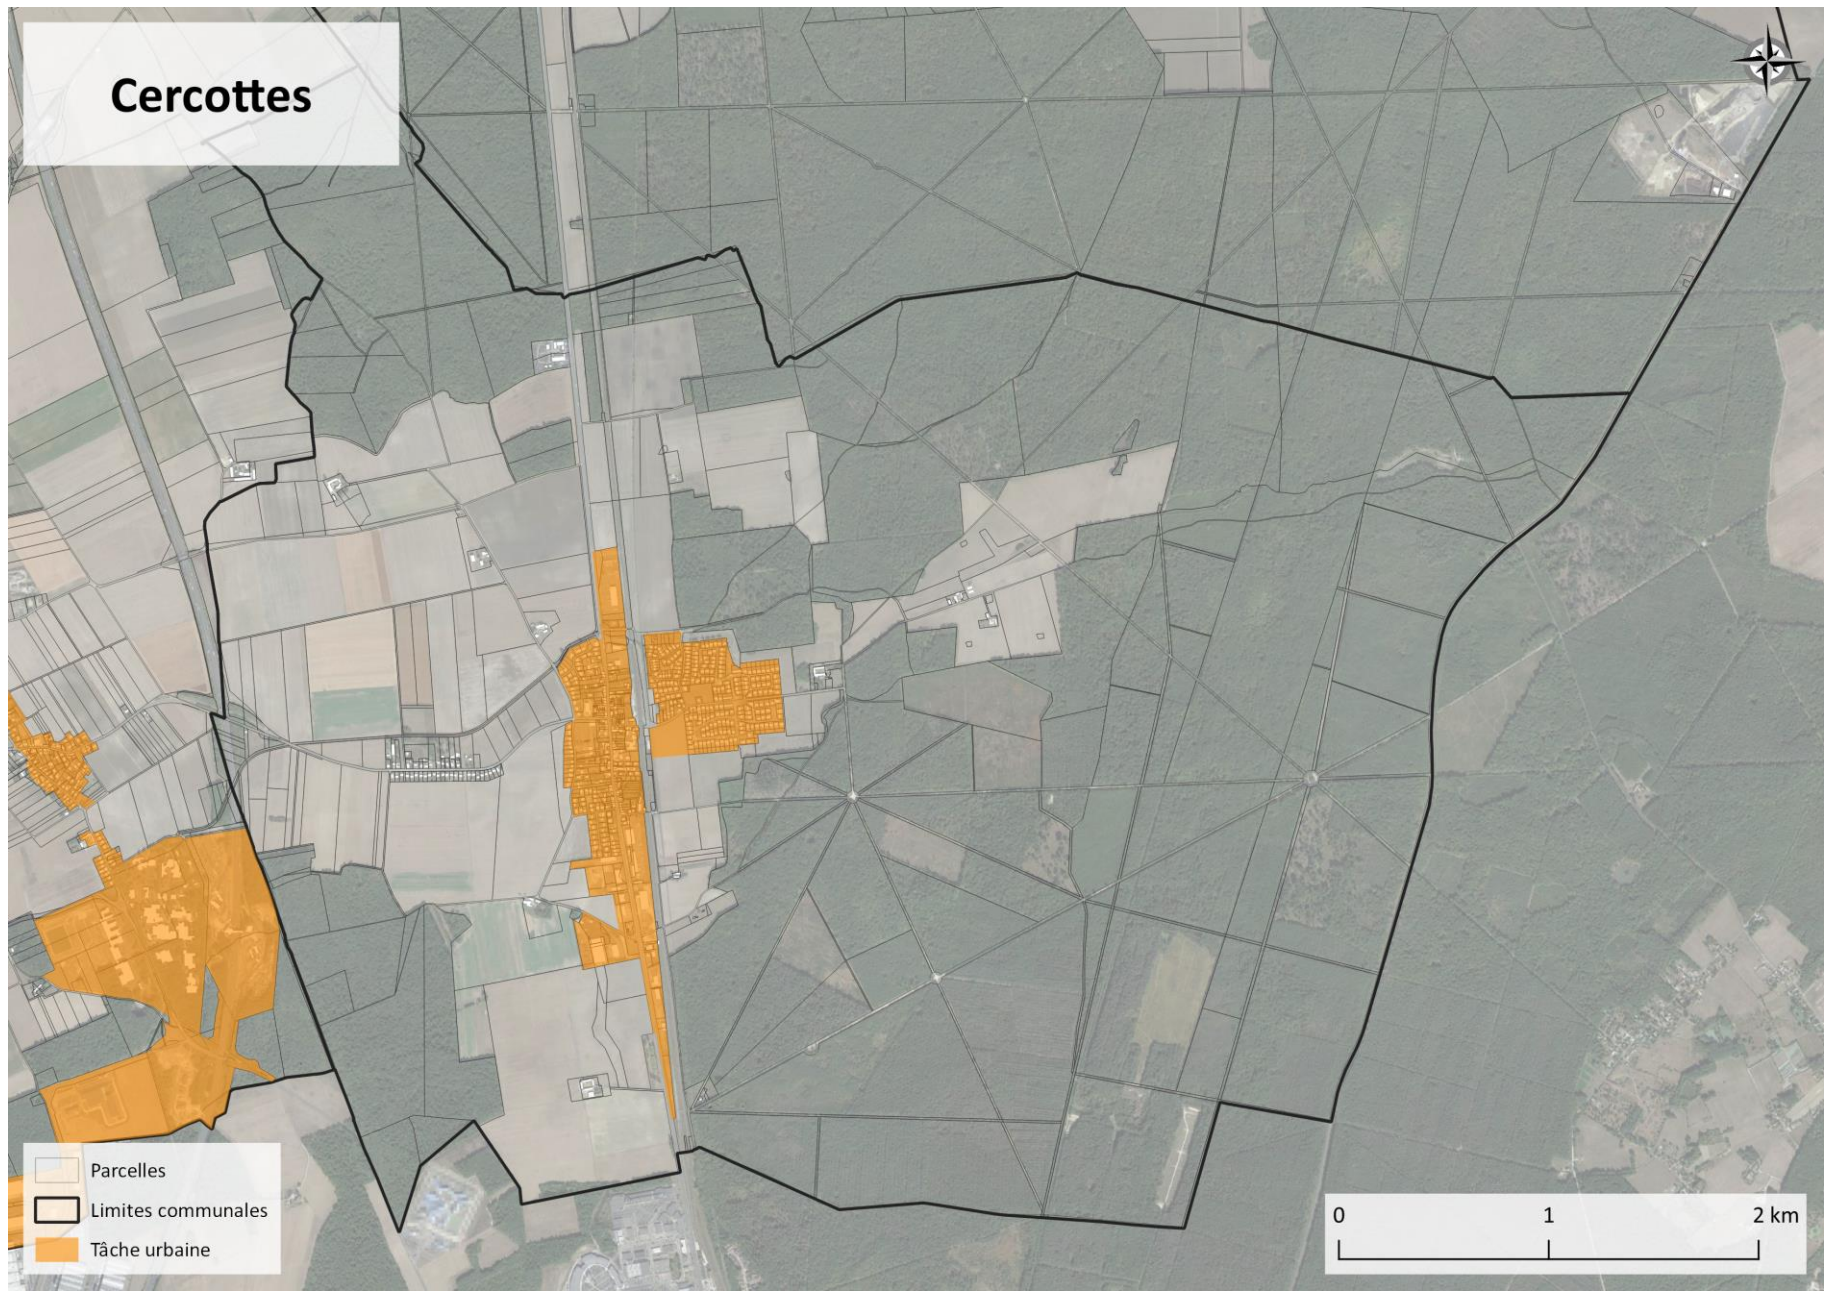 Cercottes
Parcelles
Limites communales
Tâche urbaine
0 1 2 km